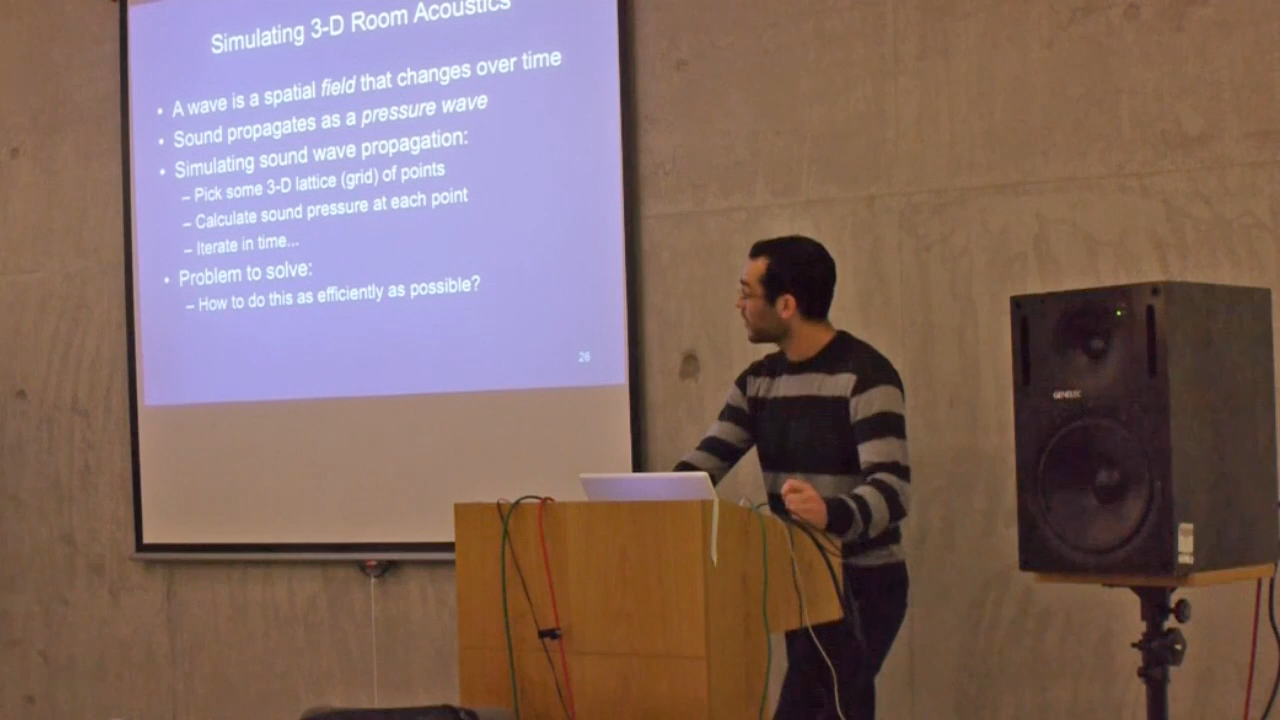 Simulating 3-D Room Acoustics
• A wave is a spatial field that changes over time
• Sound propagates as a pressure wave
• Simulating sound wave propagation:
– Pick some 3-D lattice (grid) of points
– Calculate sound pressure at each point
– Iterate in time...
• Problem to solve:
– How to do this as efficiently as possible?
26
GENELEC